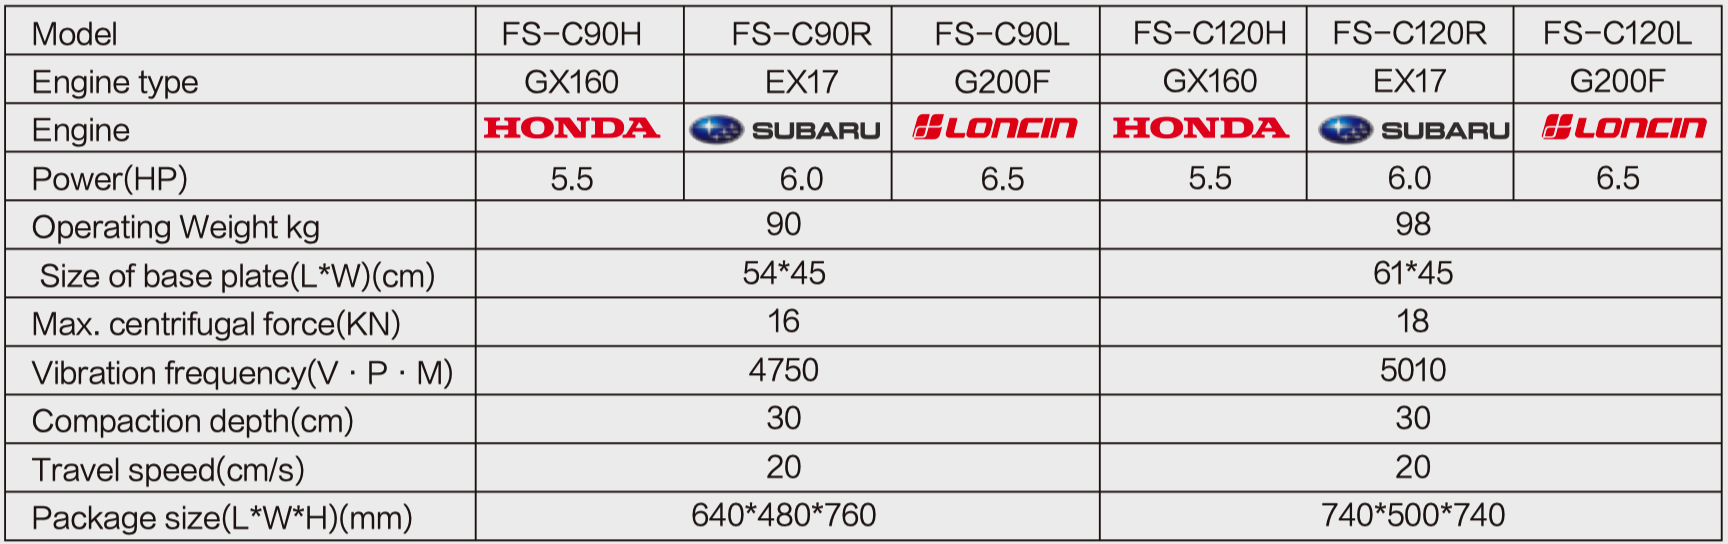 Model FS-C90H FS-C90R FS-C90L FS-C120H FS-C120R FS-C120L
Engine type GX160 EX17 G200F GX160 EX17 G200F
Engine HONDA SUBARU LONCIN HONDA SUBARU LONCIN
Power(HP) 5.5 6.0 6.5 5.5 6.0 6.5
Operating Weight kg 90 98
Size of base plate(L*W)(cm) 54*45 61*45
Max. centrifugal force(KN) 16 18
Vibration frequency(V · P · M) 4750 5010
Compaction depth(cm) 30 30
Travel speed(cm/s) 20 20
Package size(L*W*H)(mm) 640*480*760 740*500*740